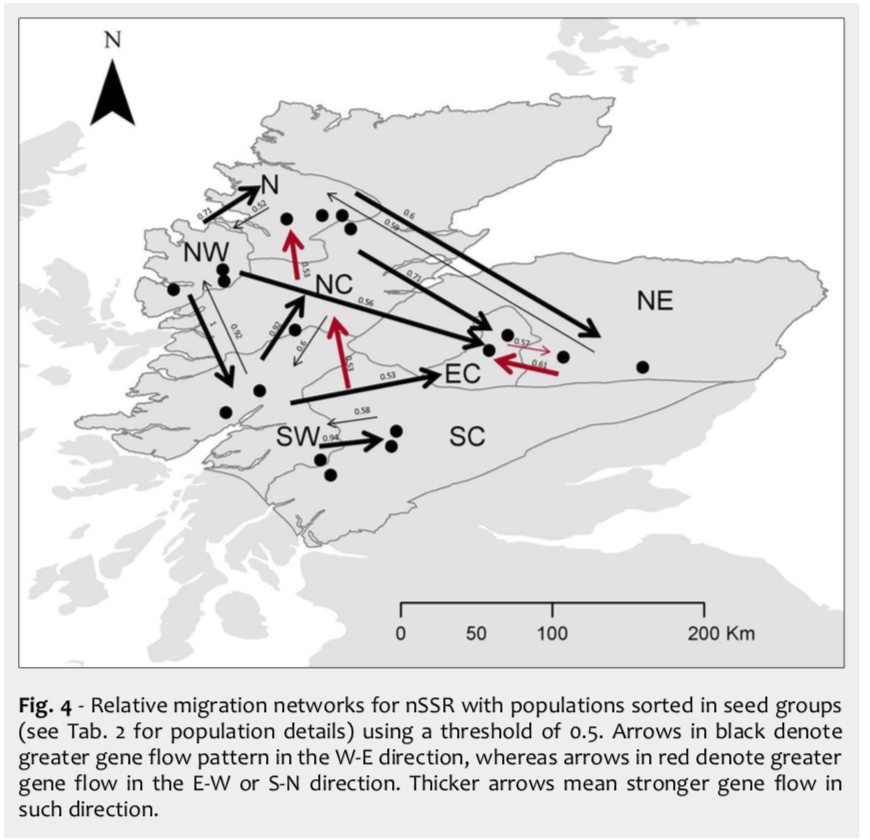 N
N
0.71
0.52
0.6
0.59
NW
0.53
NC
0.71
0.56
NE
1
0.92
0.92
0.6
0.57
0.53
0.61
0.53
EC
0.58
SW
0.94
SC
0 50 100 200 Km
Fig. 4 - Relative migration networks for nSSR with populations sorted in seed groups
(see Tab. 2 for population details) using a threshold of 0.5. Arrows in black denote
greater gene flow pattern in the W-E direction, whereas arrows in red denote greater
gene flow in the E-W or S-N direction. Thicker arrows mean stronger gene flow in
such direction.